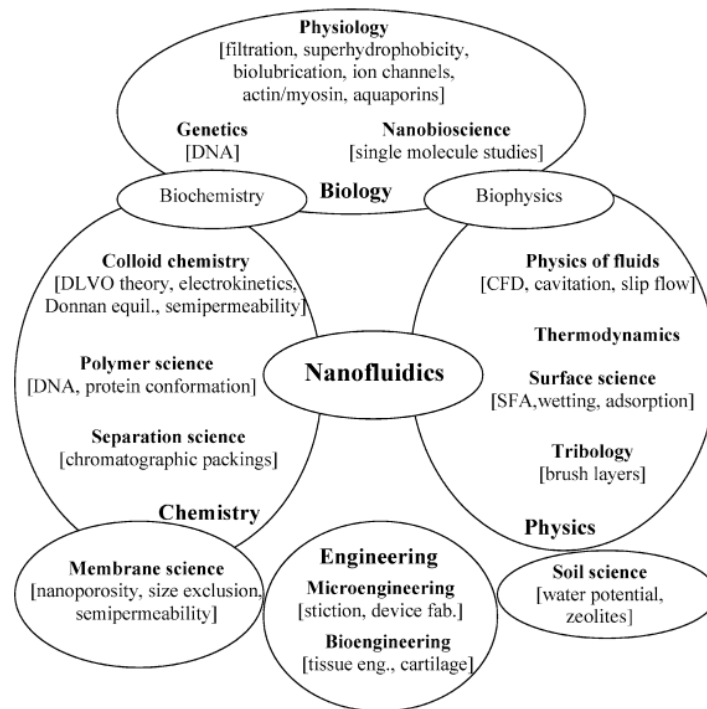 Physiology
[filtration, superhydrophobicity,
biolubrication, ion channels,
actin/myosin, aquaporins]
Genetics
[DNA]
Nanobioscience
[single molecule studies]
Biochemistry
Biology
Biophysics
Colloid chemistry
[DLVO theory, electrokinetics,
Donnan equil., semipermeability]
Polymer science
[DNA, protein conformation]
Separation science
[chromatographic packings]
Chemistry
Nanofluidics
Physics of fluids
[CFD, cavitation, slip flow]
Thermodynamics
Surface science
[SFA,wetting, adsorption]
Tribology
[brush layers]
Physics
Membrane science
[nanoporosity, size exclusion,
semipermeability]
Engineering
Microengineering
[stiction, device fab.]
Bioengineering
[tissue eng., cartilage]
Soil science
[water potential,
zeolites]